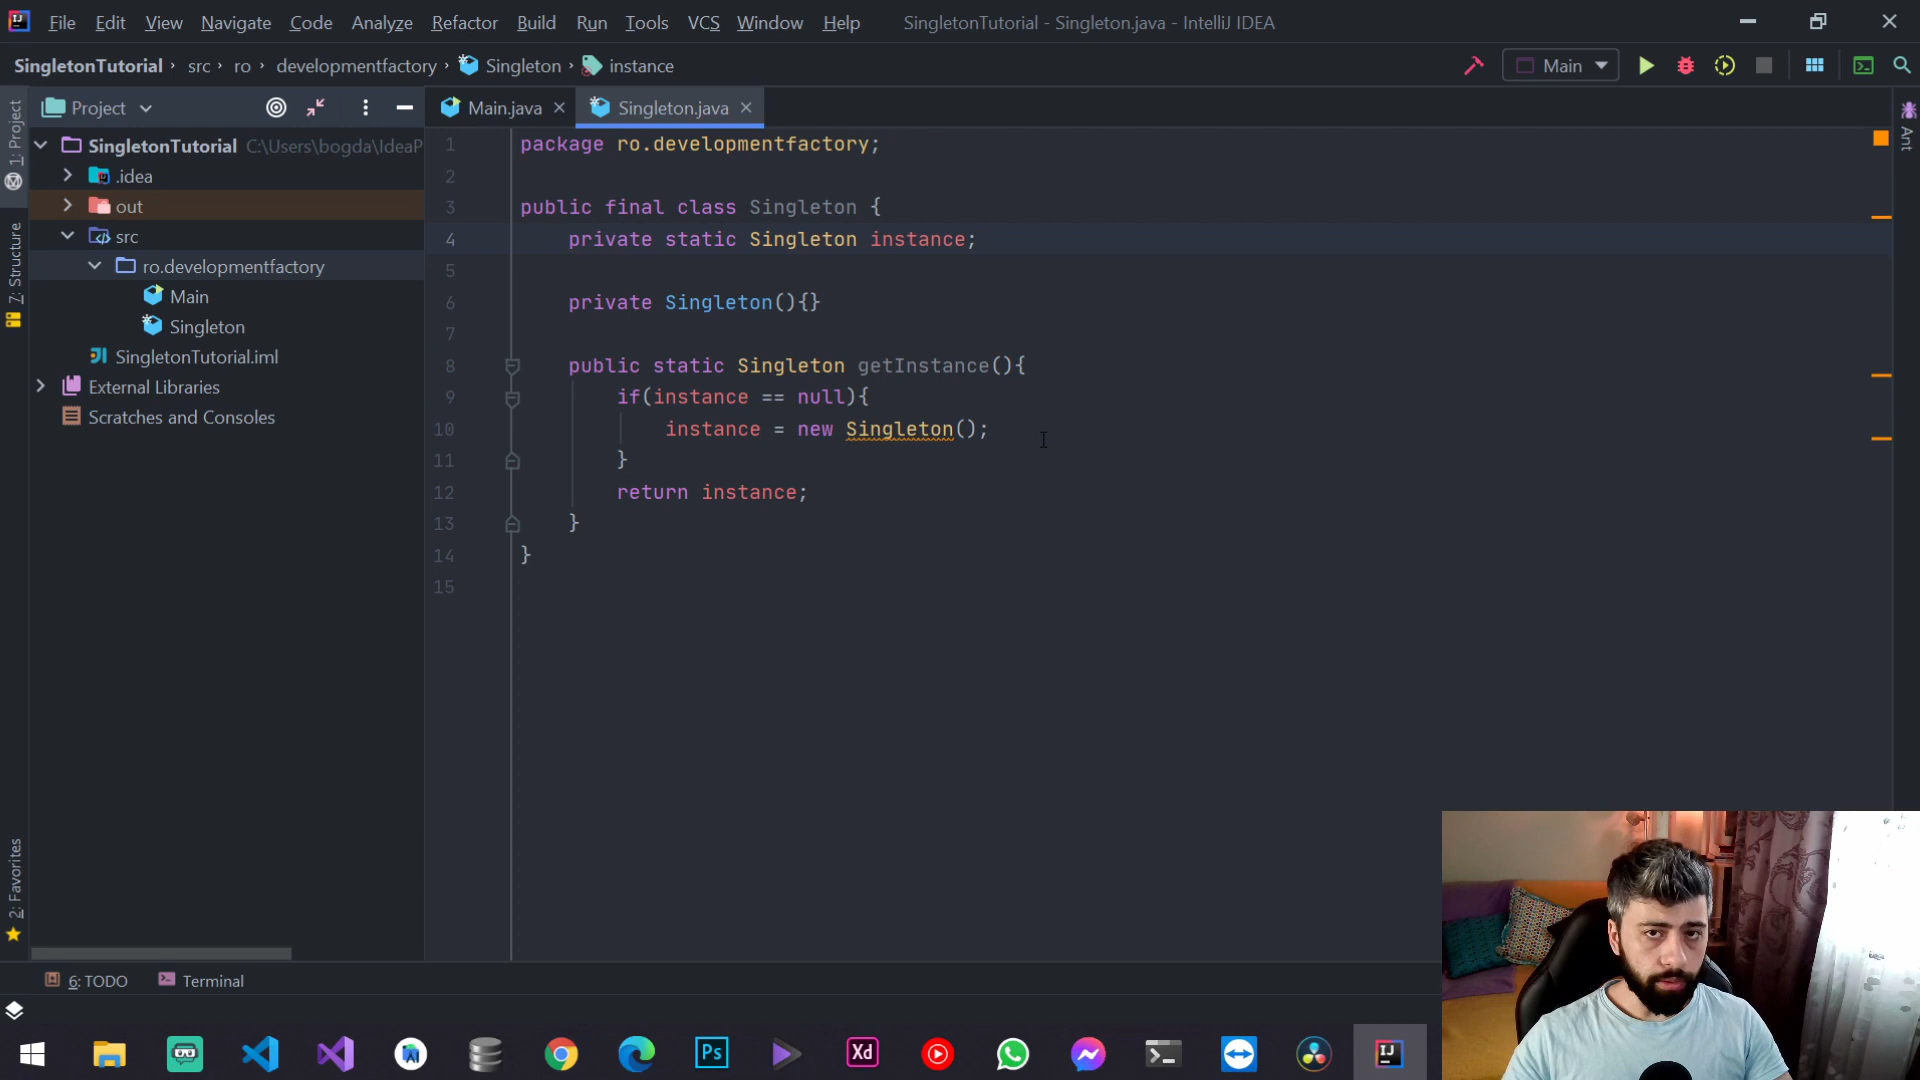 File Edit View Navigate Code Analyze Refactor Build Run Tools VCS Window Help SingletonTutorial - Singleton.java - IntelliJ IDEA
SingletonTutorial › src › ro › developmentfactory › Singleton › instance Main
1: Project
7: Structure
2: Favorites
Project
SingletonTutorial C:\Users\bogda\IdeaP
.idea
out
src
ro.developmentfactory
Main
Singleton
SingletonTutorial.iml
External Libraries
Scratches and Consoles
Main.java Singleton.java
1 package ro.developmentfactory;
2
3 public final class Singleton {
4 private static Singleton instance;
5
6 private Singleton(){}
7
8 public static Singleton getInstance(){
9 if(instance == null){
10 instance = new Singleton();
11 }
12 return instance;
13 }
14 }
15
Ant
6: TODO Terminal
Ps Xd IJ